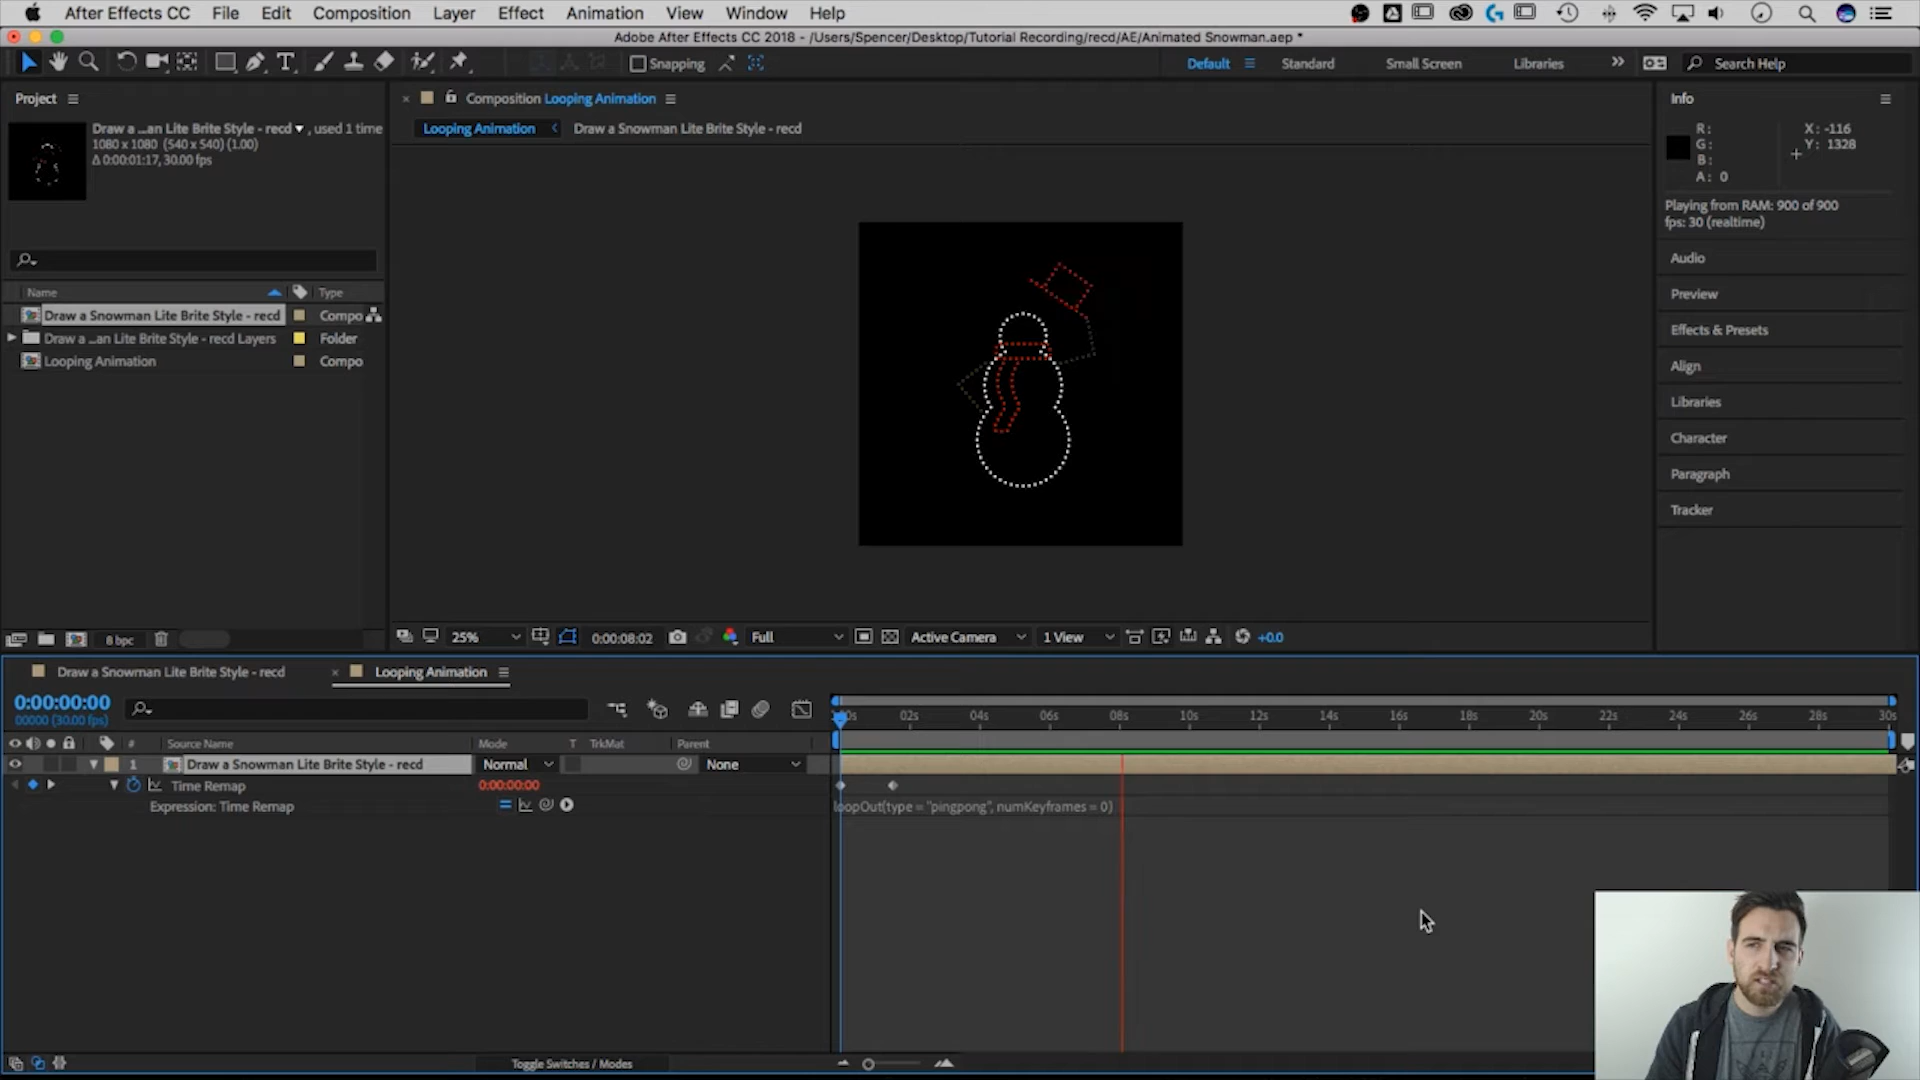 After Effects CC File Edit Composition Layer Effect Animation View Window Help
Adobe After Effects CC 2018 - /Users/Spencer/Desktop/Tutorial Recording/recd/AE/Animated Snowman.aep *
Snapping Default Standard Small Screen Libraries Search Help
Project
Draw a ...an Lite Brite Style - recd , used 1 time
1080 x 1080 (540 x 540) (1.00)
Δ 0:00:01:17, 30.00 fps
Name Type
Draw a Snowman Lite Brite Style - recd Compo
Draw a ...an Lite Brite Style - recd Layers Folder
Looping Animation Compo
8 bpc
Composition Looping Animation
Looping Animation Draw a Snowman Lite Brite Style - recd
25% 0:00:08:02 Full Active Camera 1 View +0.0
Info
R: X: -116
G: Y: 1328
B:
A: 0
Playing from RAM: 900 of 900
fps: 30 (realtime)
Audio
Preview
Effects & Presets
Align
Libraries
Character
Paragraph
Tracker
Draw a Snowman Lite Brite Style - recd Looping Animation
0:00:00:00
00000 (30.00 fps)
02s 04s 06s 08s 10s 12s 14s 16s 18s 20s 22s 24s 26s 28s 30s
# Source Name Mode T TrkMat Parent
1 Draw a Snowman Lite Brite Style - recd Normal None
Time Remap 0:00:00:00
Expression: Time Remap loopOut(type = "pingpong", numKeyframes = 0)
Toggle Switches / Modes